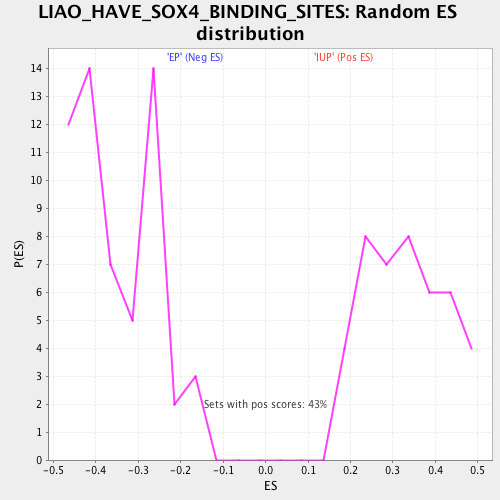 LIAO_HAVE_SOX4_BINDING_SITES: Random ES
distribution
'EP' (Neg ES) 'IUP' (Pos ES)
14
13
12
11
10
9
8
7
6
5
4
3
2
1
0
P(ES)
Sets with pos scores: 43%
-0.5 -0.4 -0.3 -0.2 -0.1 0.0 0.1 0.2 0.3 0.4 0.5
ES